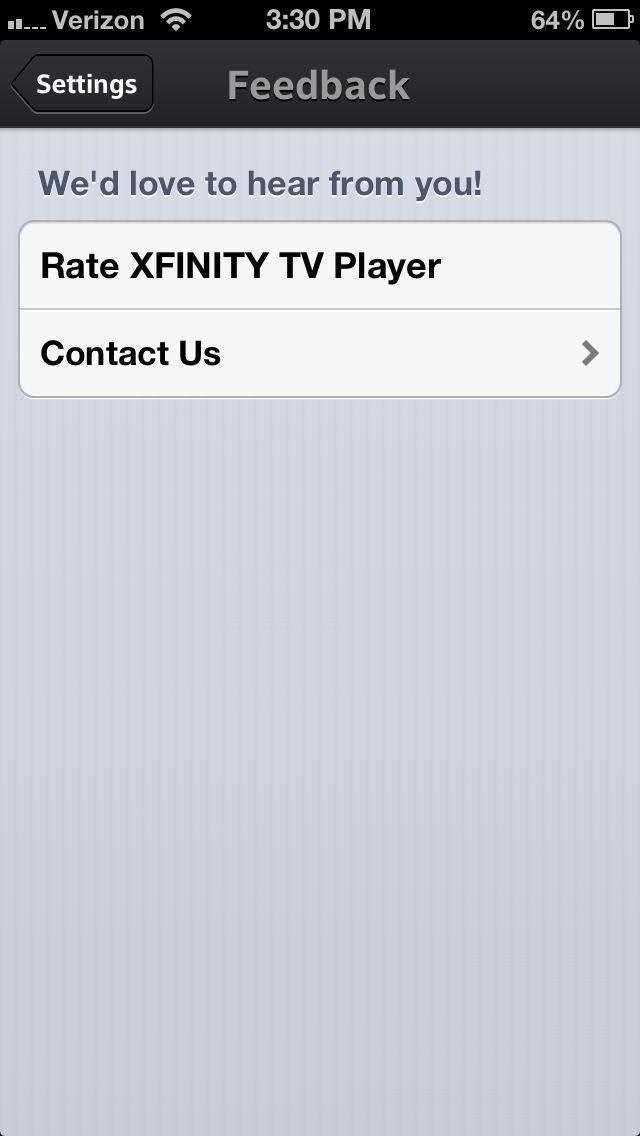 Verizon 3:30 PM 64%
Settings Feedback
We'd love to hear from you!
Rate XFINITY TV Player
Contact Us